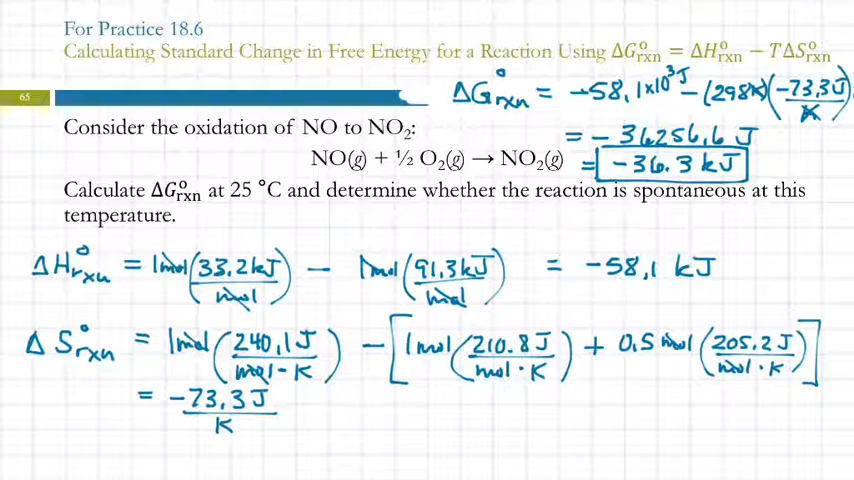 For Practice 18.6
Calculating Standard Change in Free Energy for a Reaction Using ΔG°rxn = ΔH°rxn − TΔS°rxn
65
ΔG°rxn = −58.1×10³J − (298K)(−73.3J/K)
= −36256.6 J
= −36.3 kJ
Consider the oxidation of NO to NO₂:
NO(g) + ½ O₂(g) → NO₂(g)
Calculate ΔG°rxn at 25 °C and determine whether the reaction is spontaneous at this
temperature.
ΔH°rxn = 1mol(33.2kJ/mol) − 1mol(91.3kJ/mol) = −58.1 kJ
ΔS°rxn = 1mol(240.1J/mol·K) − [1mol(210.8J/mol·K) + 0.5mol(205.2J/mol·K)]
= −73.3J/K